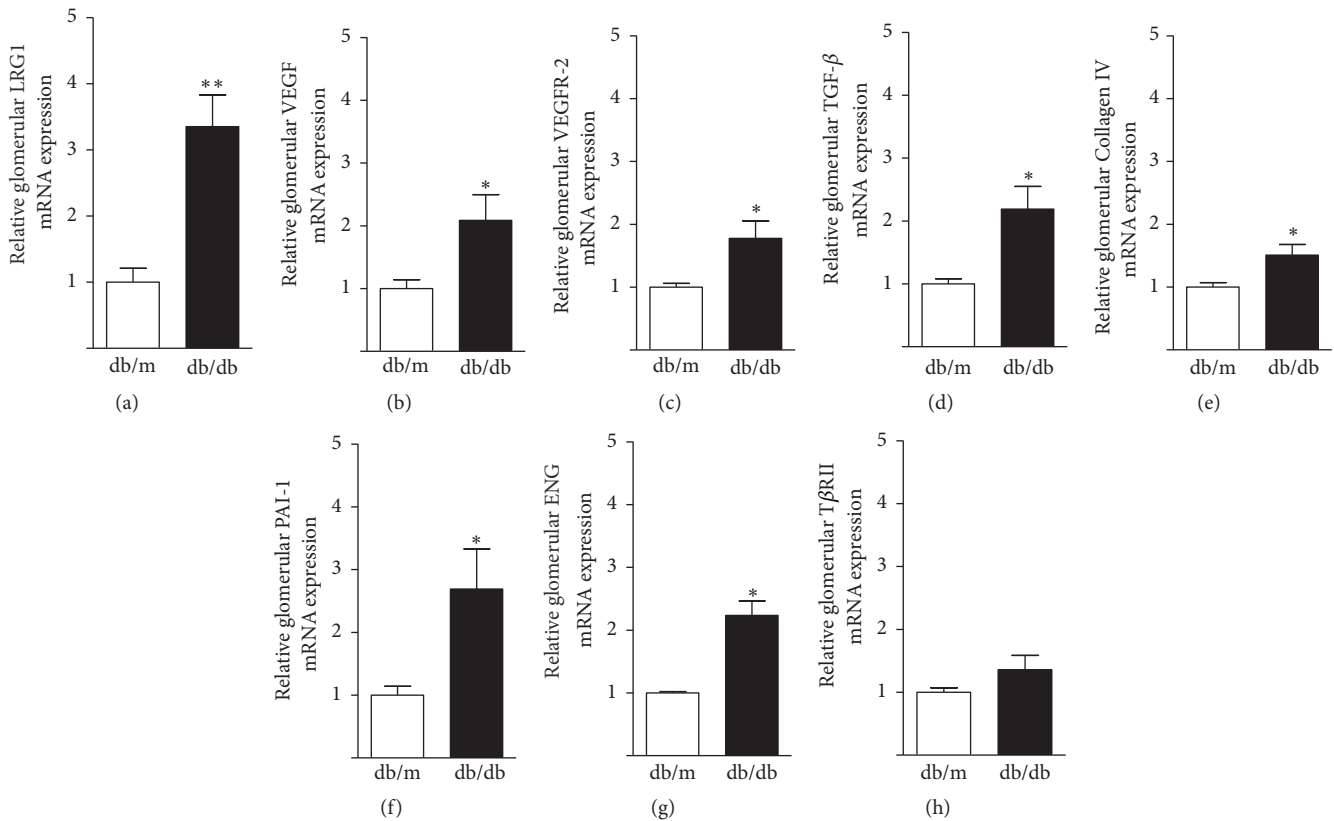 Relative glomerular LRG1
mRNA expression
5
4
3
2
1
**
db/m db/db
(a)
Relative glomerular VEGF
mRNA expression
5
4
3
2
1
*
db/m db/db
(b)
Relative glomerular VEGFR-2
mRNA expression
5
4
3
2
1
*
db/m db/db
(c)
Relative glomerular TGF-β
mRNA expression
5
4
3
2
1
*
db/m db/db
(d)
Relative glomerular Collagen IV
mRNA expression
5
4
3
2
1
*
db/m db/db
(e)
Relative glomerular PAI-1
mRNA expression
5
4
3
2
1
*
db/m db/db
(f)
Relative glomerular ENG
mRNA expression
5
4
3
2
1
*
db/m db/db
(g)
Relative glomerular TβRII
mRNA expression
5
4
3
2
1
db/m db/db
(h)